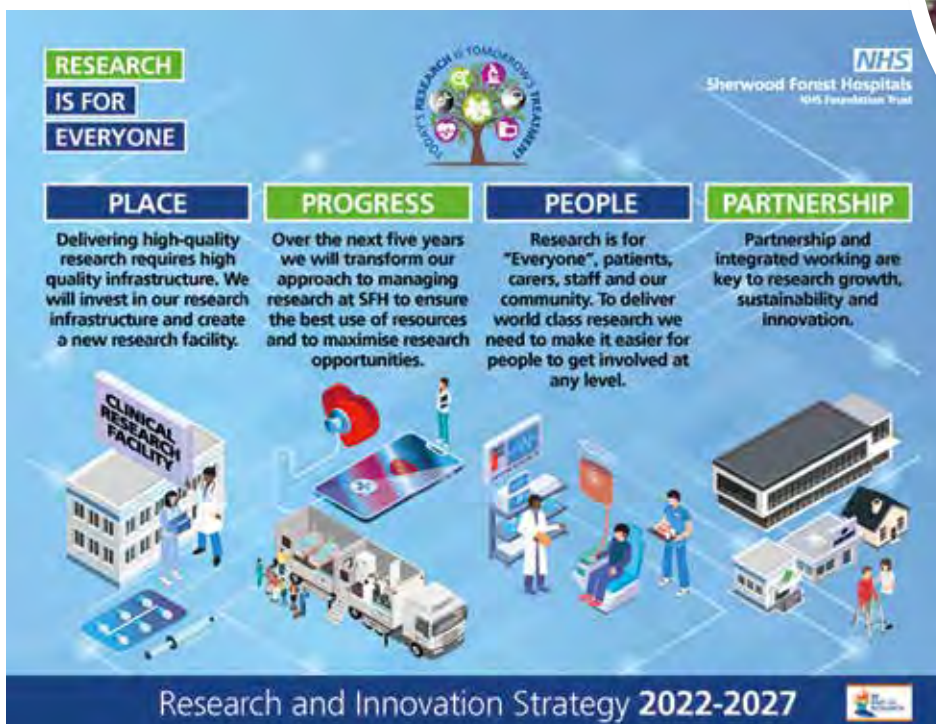 RESEARCH
IS FOR
EVERYONE
TODAY'S RESEARCH IS TOMORROW'S TREATMENT
NHS
Sherwood Forest Hospitals
NHS Foundation Trust
PLACE
Delivering high-quality
research requires high
quality infrastructure. We
will invest in our research
infrastructure and create
a new research facility.
PROGRESS
Over the next five years
we will transform our
approach to managing
research at SFH to ensure
the best use of resources
and to maximise research
opportunities.
PEOPLE
Research is for
"Everyone", patients,
carers, staff and our
community. To deliver
world class research we
need to make it easier for
people to get involved at
any level.
PARTNERSHIP
Partnership and
integrated working are
key to research growth,
sustainability and
innovation.
CLINICAL
RESEARCH
FACILITY
Research and Innovation Strategy 2022-2027